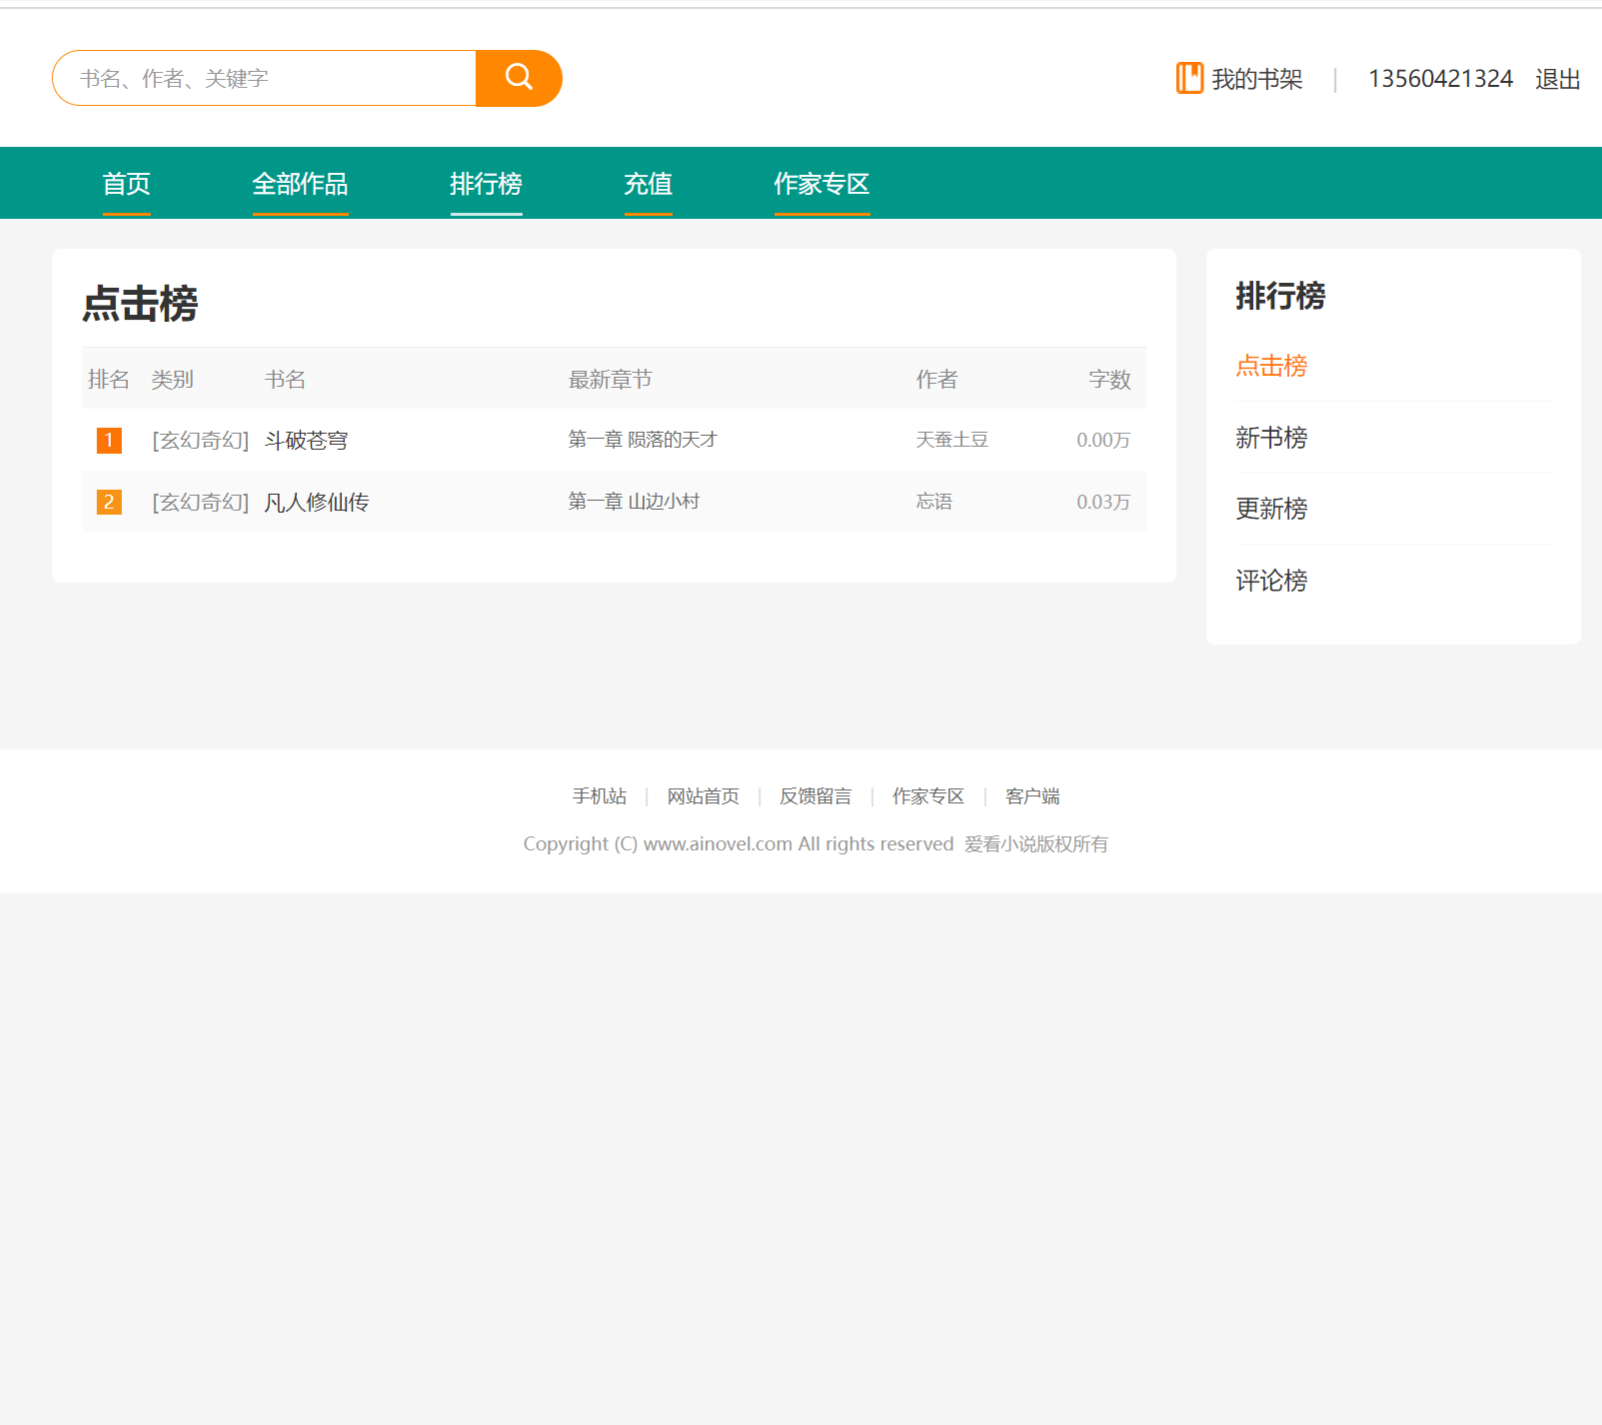 书名、作者、关键字
我的书架 | 13560421324 退出
首页 全部作品 排行榜 充值 作家专区
点击榜
排名 类别 书名 最新章节 作者 字数
1 [玄幻奇幻] 斗破苍穹 第一章 陨落的天才 天蚕土豆 0.00万
2 [玄幻奇幻] 凡人修仙传 第一章 山边小村 忘语 0.03万
排行榜
点击榜
新书榜
更新榜
评论榜
手机站 | 网站首页 | 反馈留言 | 作家专区 | 客户端
Copyright (C) www.ainovel.com All rights reserved 爱看小说版权所有